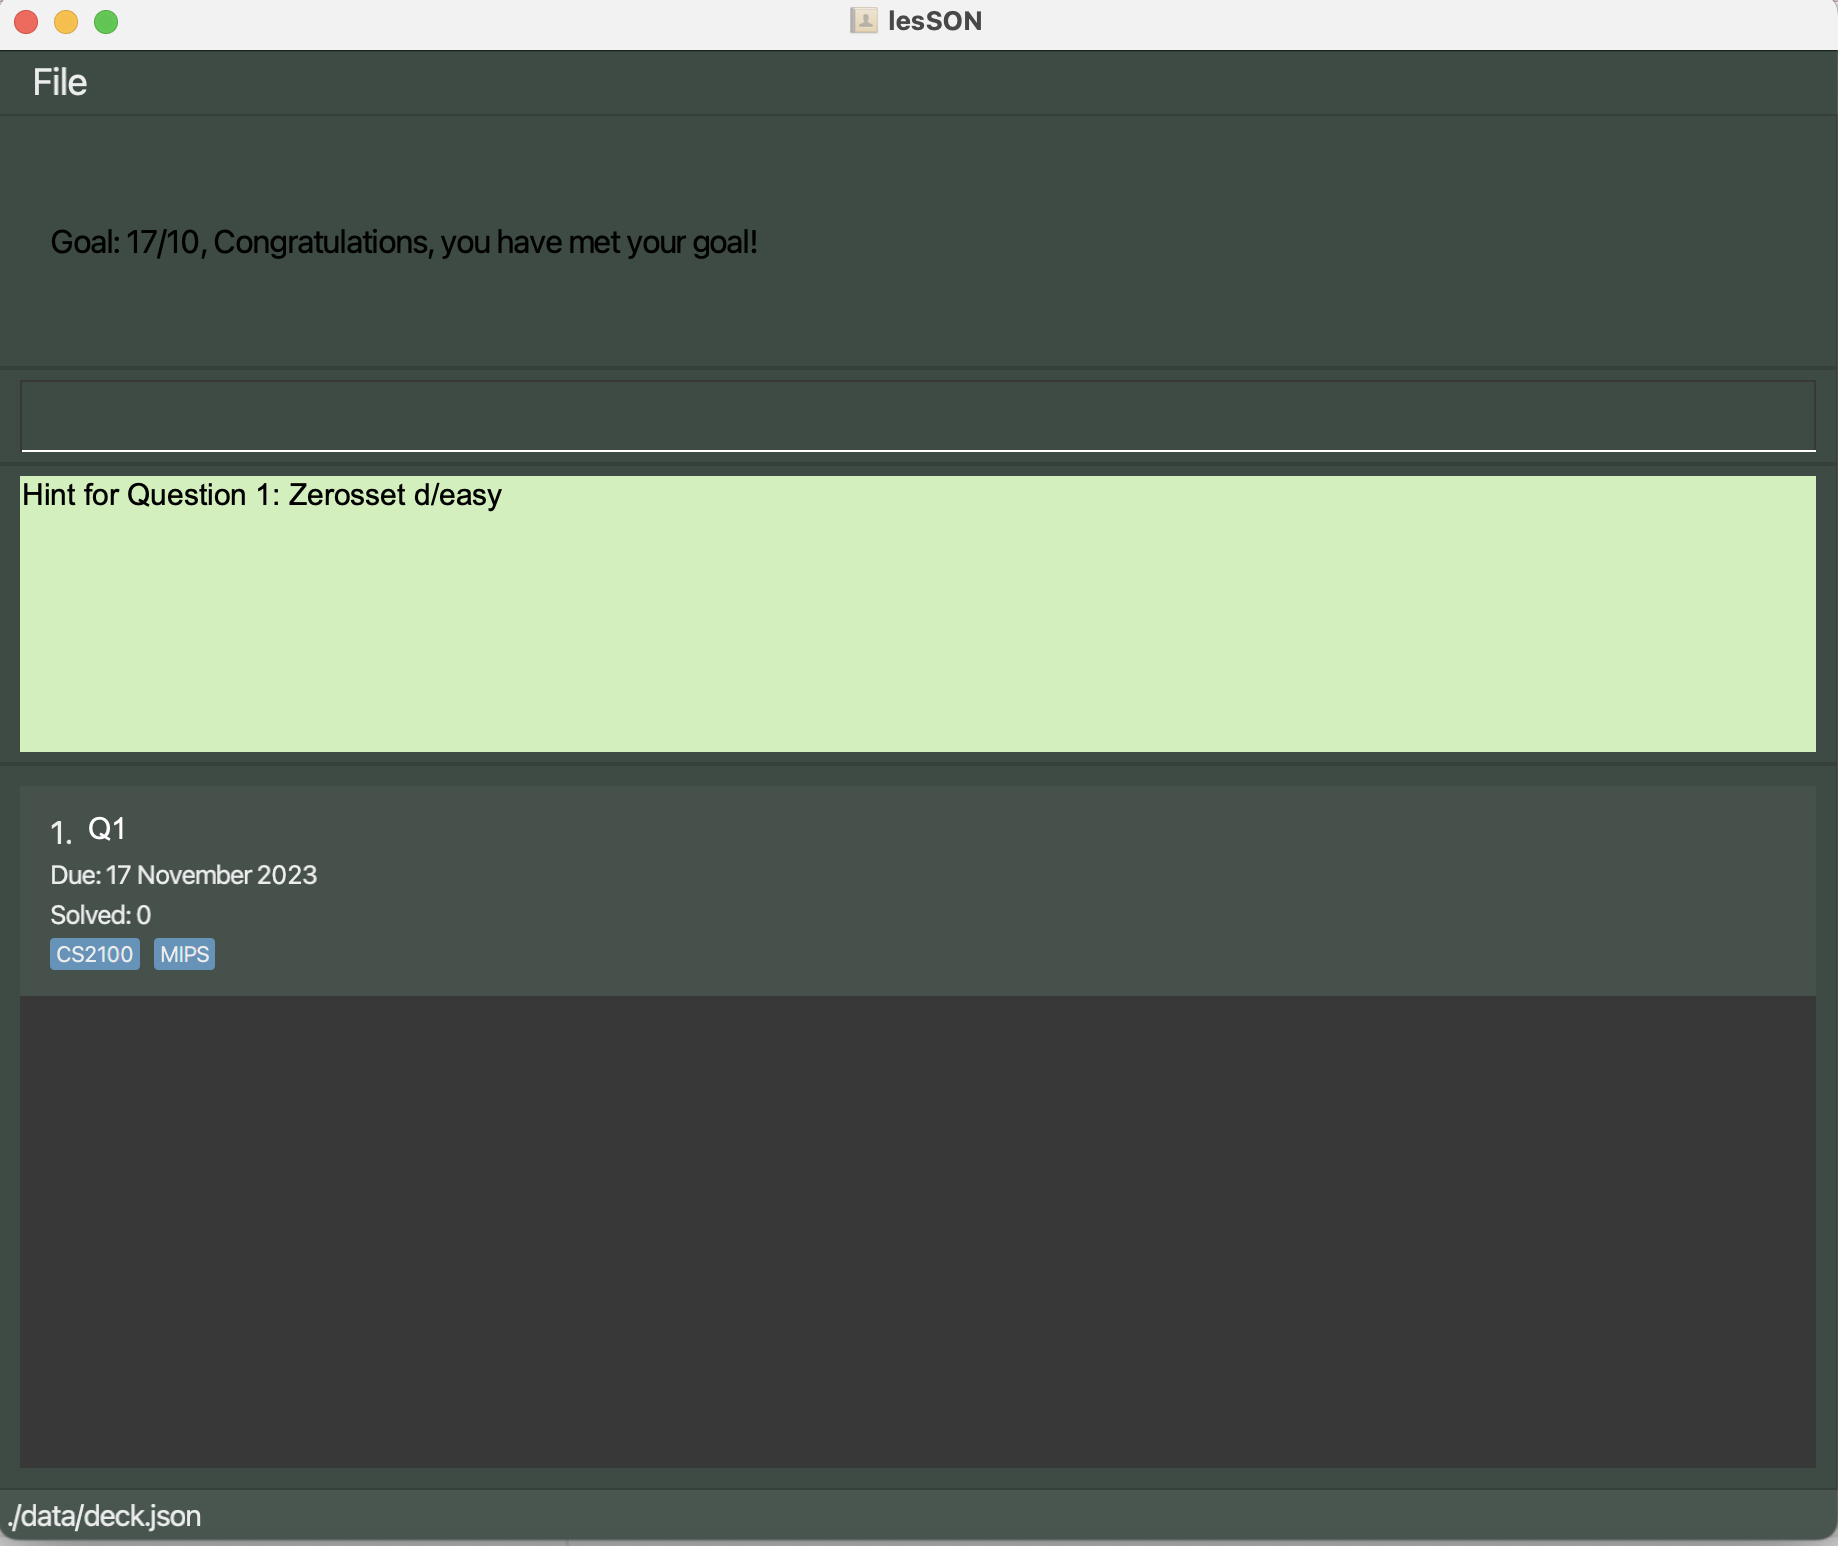 lesSON
File
Goal: 17/10, Congratulations, you have met your goal!
Hint for Question 1: Zerosset d/easy
1. Q1
Due: 17 November 2023
Solved: 0
CS2100 MIPS
./data/deck.json